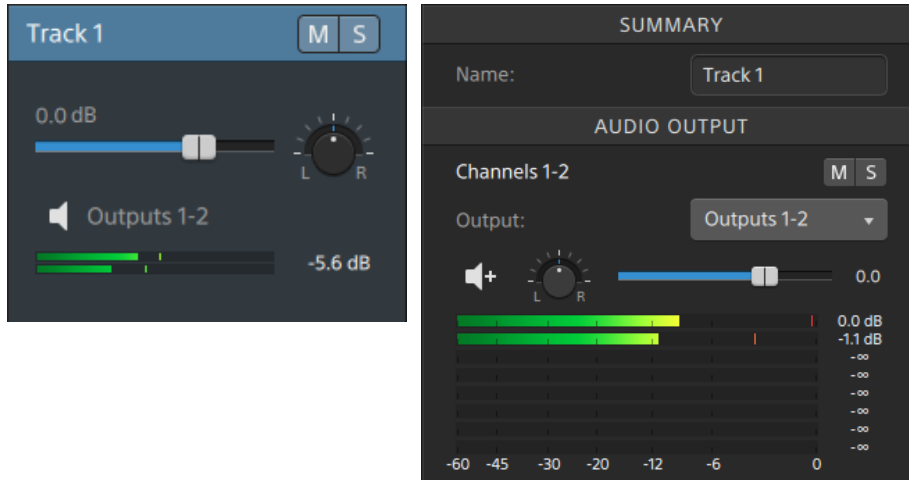 Track 1
M S
0.0 dB
L R
Outputs 1-2
-5.6 dB
SUMMARY
Name: Track 1
AUDIO OUTPUT
Channels 1-2 M S
Output: Outputs 1-2
L R 0.0
0.0 dB
-1.1 dB
-∞
-∞
-∞
-∞
-∞
-∞
-60 -45 -30 -20 -12 -6 0